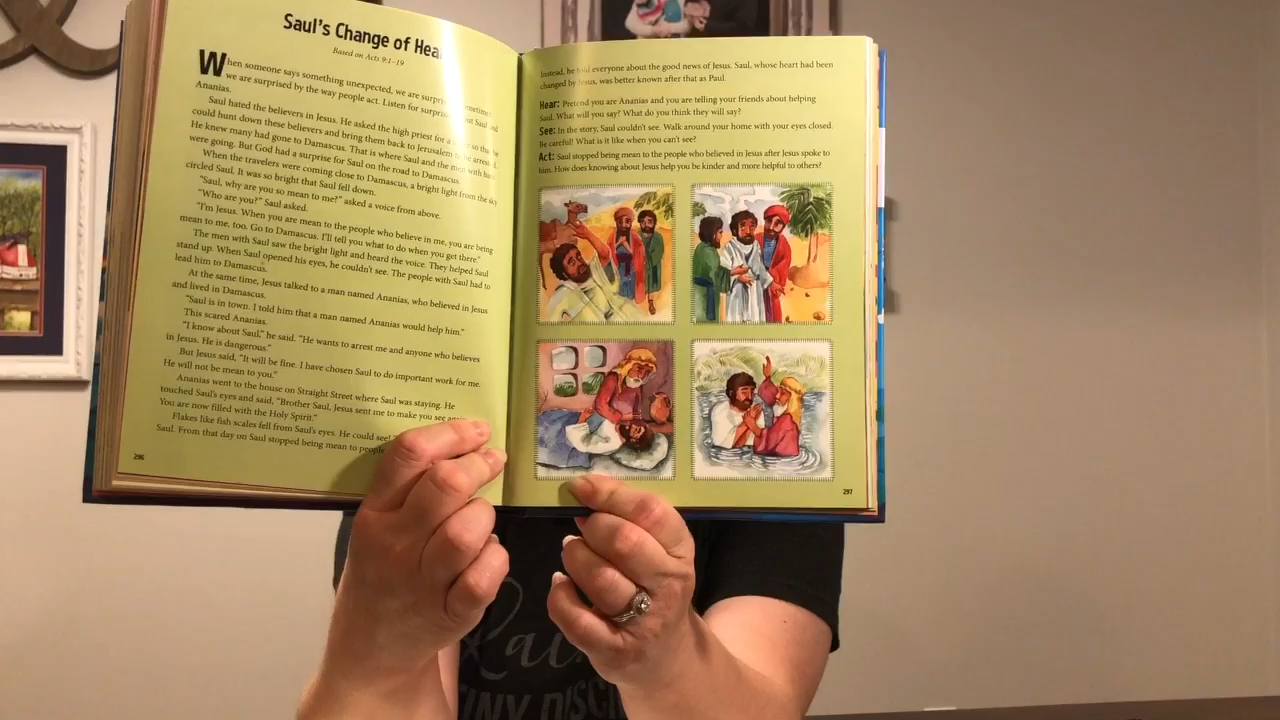 Saul's Change of Hea
Based on Acts 9:1–19
When someone says something unexpected, we are surpri
we are surprised by the way people act. Listen for surpri
Ananias.
Saul hated the believers in Jesus. He asked the high priest for a
could hunt down these believers and bring them back to Jerusalem
He knew many had gone to Damascus. That is where Saul and the men with
were going. But God had a surprise for Saul on the road to Damascus.
When the travelers were coming close to Damascus, a bright light from the sky
circled Saul. It was so bright that Saul fell down.
"Saul, why are you so mean to me?" asked a voice from above.
"Who are you?" Saul asked.
"I'm Jesus. When you are mean to the people who believe in me, you are being
mean to me, too. Go to Damascus. I'll tell you what to do when you get there."
The men with Saul saw the bright light and heard the voice. They helped Saul
stand up. When Saul opened his eyes, he couldn't see. The people with Saul had to
lead him to Damascus.
At the same time, Jesus talked to a man named Ananias, who believed in Jesus
and lived in Damascus.
"Saul is in town. I told him that a man named Ananias would help him."
This scared Ananias.
"I know about Saul," he said. "He wants to arrest me and anyone who believes
in Jesus. He is dangerous."
But Jesus said, "It will be fine. I have chosen Saul to do important work for me.
He will not be mean to you."
Ananias went to the house on Straight Street where Saul was staying. He
touched Saul's eyes and said, "Brother Saul, Jesus sent me to make you see
You are now filled with the Holy Spirit."
Flakes like fish scales fell from Saul's eyes. He could see!
Saul. From that day on Saul stopped being mean to people
296
Instead, he told everyone about the good news of Jesus. Saul, whose heart had been
changed by Jesus, was better known after that as Paul.
Hear: Pretend you are Ananias and you are telling your friends about helping
Saul. What will you say? What do you think they will say?
See: In the story, Saul couldn't see. Walk around your home with your eyes closed.
Be careful! What is it like when you can't see?
Act: Saul stopped being mean to the people who believed in Jesus after Jesus spoke to
him. How does knowing about Jesus help you be kinder and more helpful to others?
297
TINY DISC